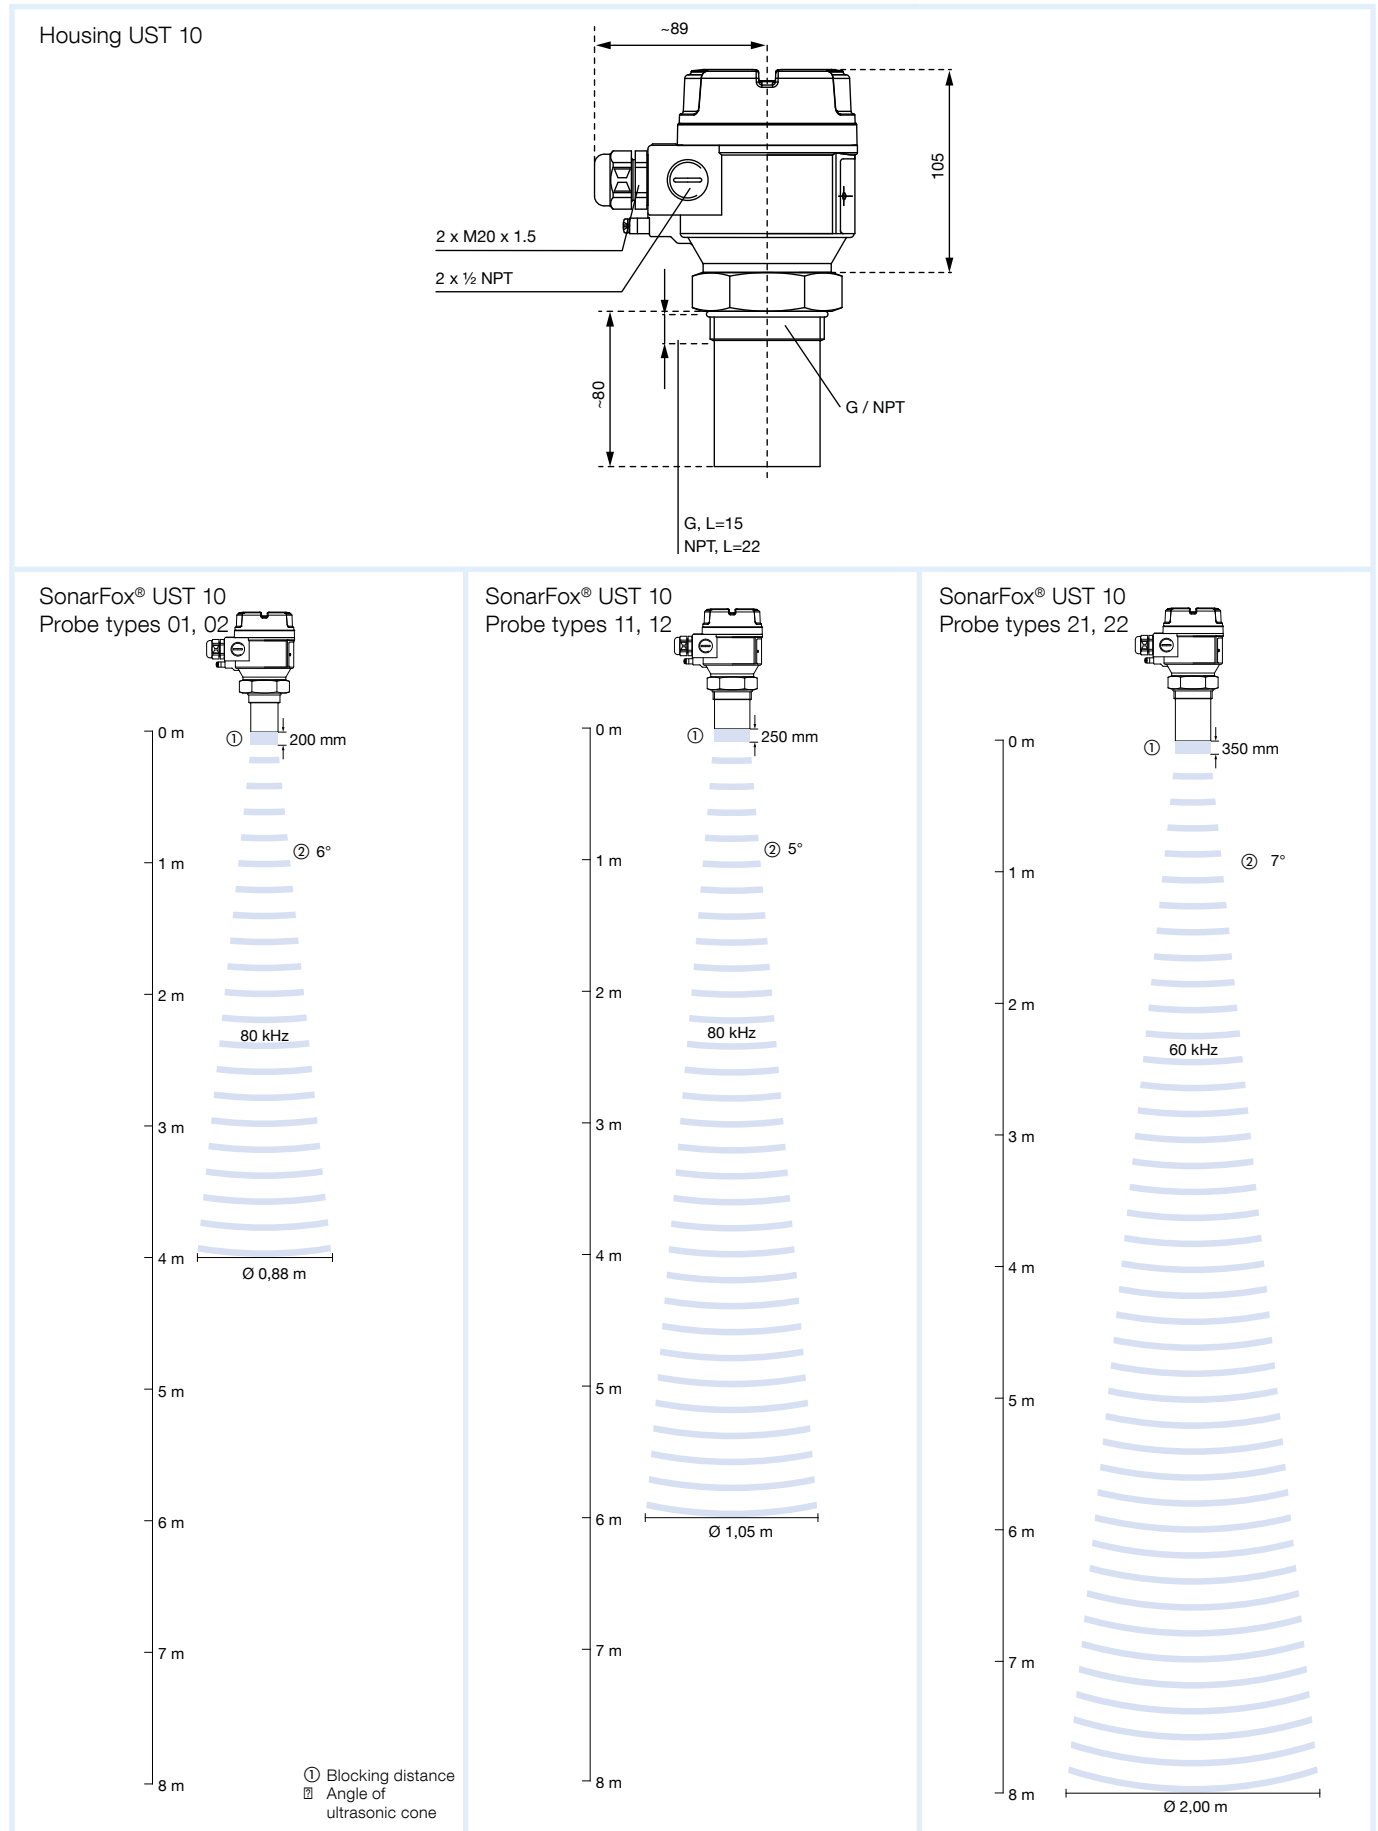 Housing UST 10
~89
105
2 x M20 x 1.5
2 x ½ NPT
~80
G / NPT
G, L=15
NPT, L=22
SonarFox® UST 10
Probe types 01, 02
0 m
① 200 mm
② 6°
1 m
2 m
80 kHz
3 m
4 m
Ø 0,88 m
5 m
6 m
7 m
8 m
① Blocking distance
⍰ Angle of
ultrasonic cone
SonarFox® UST 10
Probe types 11, 12
0 m
① 250 mm
② 5°
1 m
2 m
80 kHz
3 m
4 m
5 m
6 m
Ø 1,05 m
7 m
8 m
SonarFox® UST 10
Probe types 21, 22
0 m
① 350 mm
② 7°
1 m
2 m
60 kHz
3 m
4 m
5 m
6 m
7 m
8 m
Ø 2,00 m